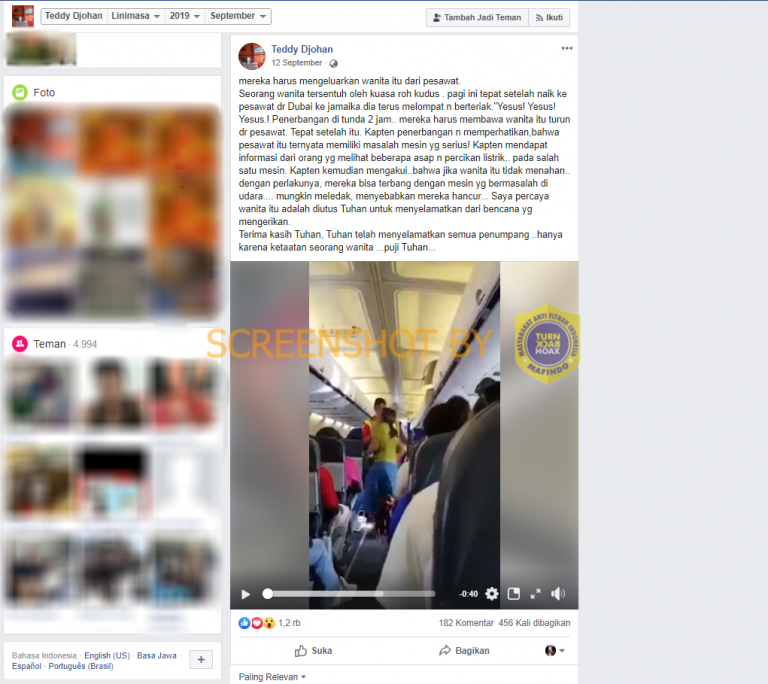 Teddy Djohan Linimasa 2019 September
Tambah Jadi Teman Ikuti
Foto
Teman · 4.994
Bahasa Indonesia · English (US) · Basa Jawa ·
Español · Português (Brasil)
Teddy Djohan
12 September ·
mereka harus mengeluarkan wanita itu dari pesawat.
Seorang wanita tersentuh oleh kuasa roh kudus . pagi ini tepat.setelah naik ke
pesawat dr Dubai ke jamaika.dia terus melompat n berteriak."Yesus! Yesus!
Yesus.! Penerbangan di tunda 2 jam.. mereka harus membawa wanita itu turun
dr pesawat. Tepat setelah itu. Kapten penerbangan n memperhatikan,bahwa
pesawat itu ternyata memiliki masalah mesin yg serius! Kapten mendapat
informasi dari orang yg melihat beberapa asap n percikan listrik,. pada salah
satu mesin. Kapten kemudian mengakui..bahwa jika wanita itu tidak menahan..
dengan perlakunya, mereka bisa terbang dengan mesin yg bermasalah di
udara.... mungkin meledak, menyebabkan mereka hancur... Saya percaya
wanita itu adalah diutus Tuhan untuk menyelamatkan dari bencana yg
mengerikan.
Terima kasih Tuhan, Tuhan telah menyelamatkan semua penumpang ..hanya
karena ketaatan seorang wanita ...puji Tuhan...
SCREENSHOT BY
MASYARAKAT ANTI FITNAH INDONESIA
TURN
BACK
HOAX
MAFINDO
-0:40
1,2 rb
182 Komentar 456 Kali dibagikan
Suka Bagikan
Paling Relevan